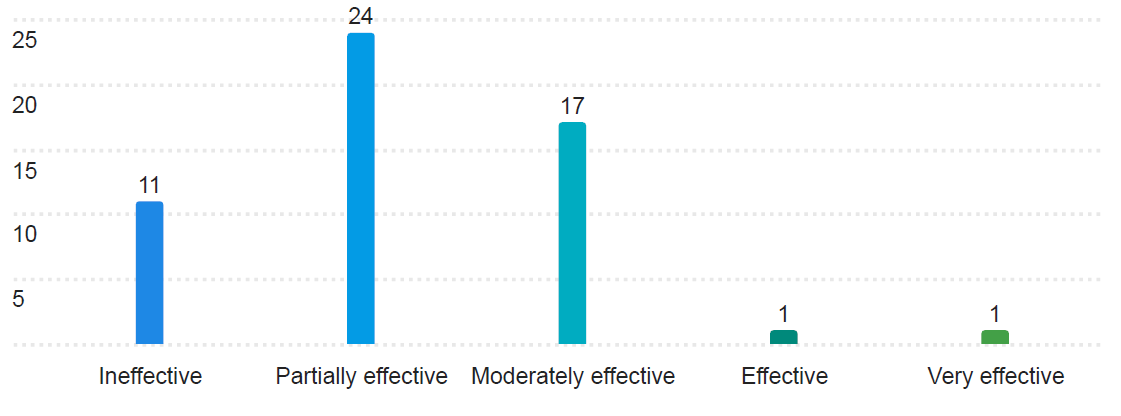 24
25
20
17
15
11
10
5
1
1
Ineffective
Partially effective
Moderately effective
Effective
Very effective